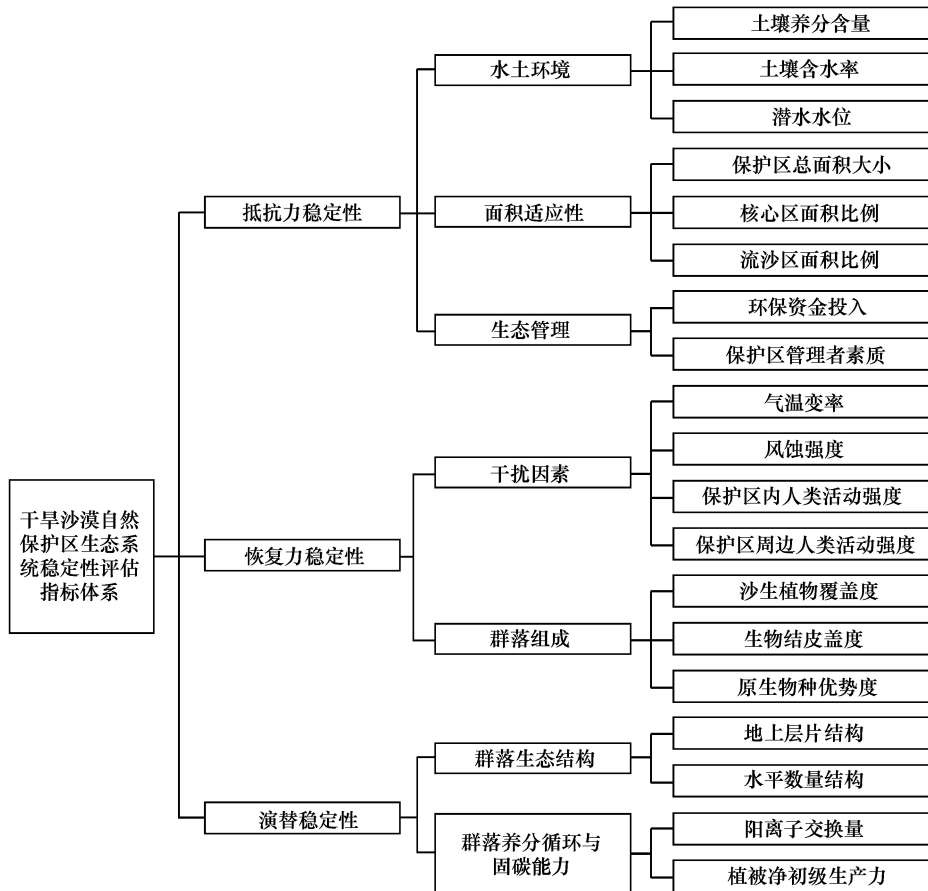 干旱沙漠自然
保护区生态系
统稳定性评估
指标体系
抵抗力稳定性
水土环境
土壤养分含量
土壤含水率
潜水水位
面积适应性
保护区总面积大小
核心区面积比例
流沙区面积比例
生态管理
环保资金投入
保护区管理者素质
恢复力稳定性
干扰因素
气温变率
风蚀强度
保护区内人类活动强度
保护区周边人类活动强度
群落组成
沙生植物覆盖度
生物结皮盖度
原生物种优势度
演替稳定性
群落生态结构
地上层片结构
水平数量结构
群落养分循环与
固碳能力
阳离子交换量
植被净初级生产力